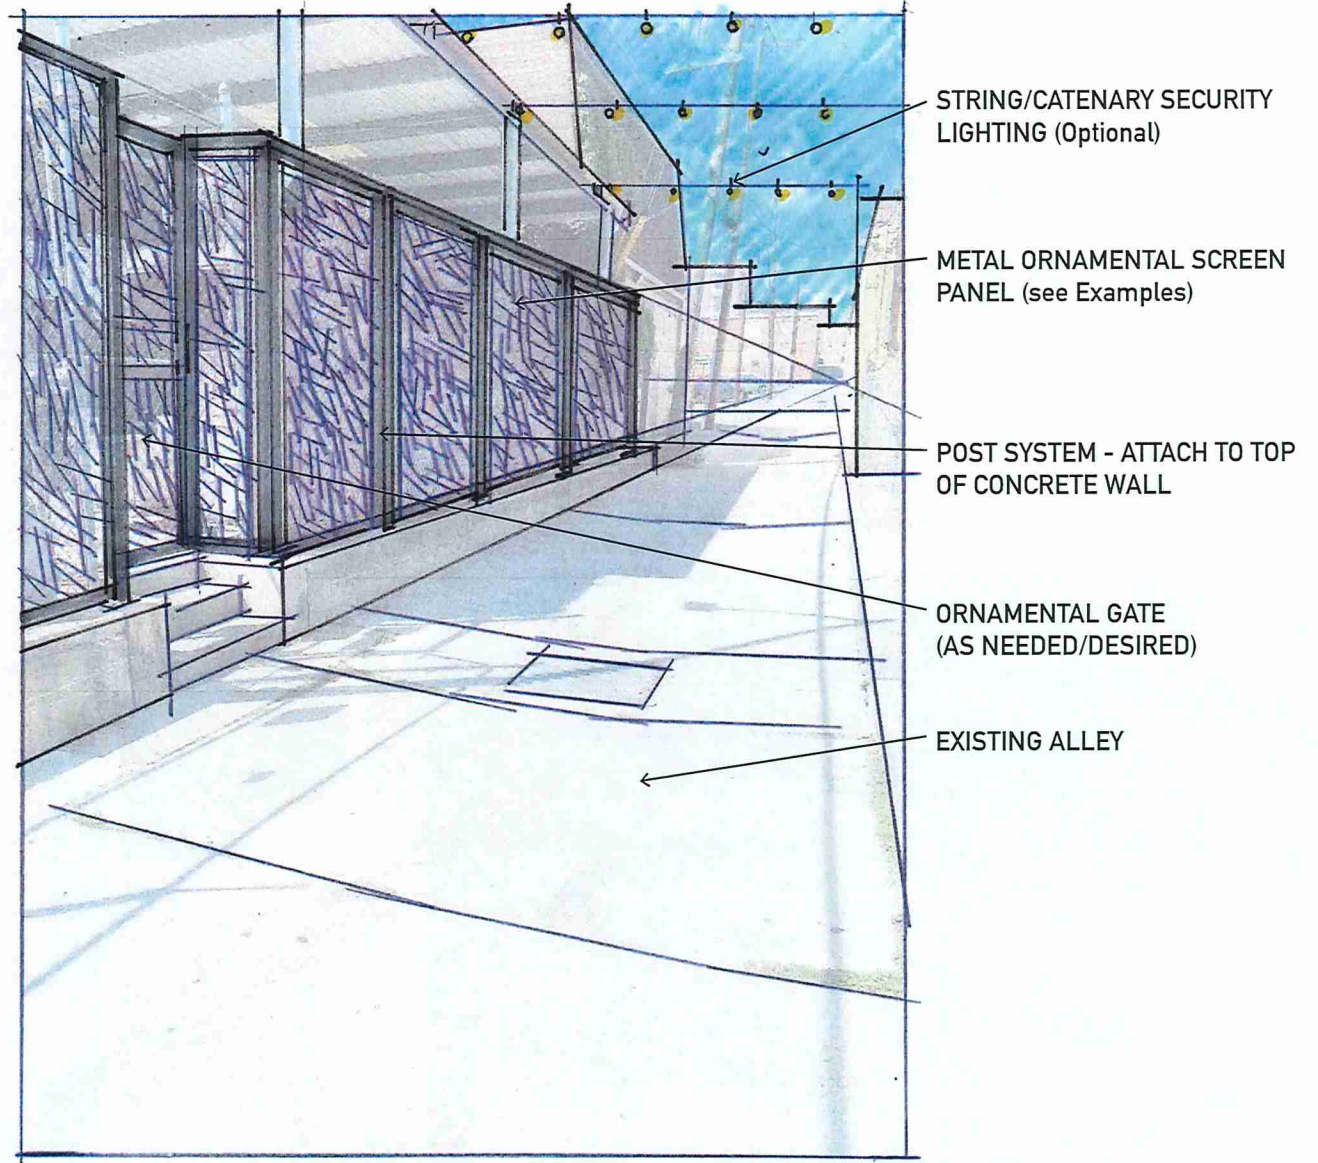 STRING/CATENARY SECURITY
LIGHTING (Optional)
METAL ORNAMENTAL SCREEN
PANEL (see Examples)
POST SYSTEM - ATTACH TO TOP
OF CONCRETE WALL
ORNAMENTAL GATE
(AS NEEDED/DESIRED)
EXISTING ALLEY